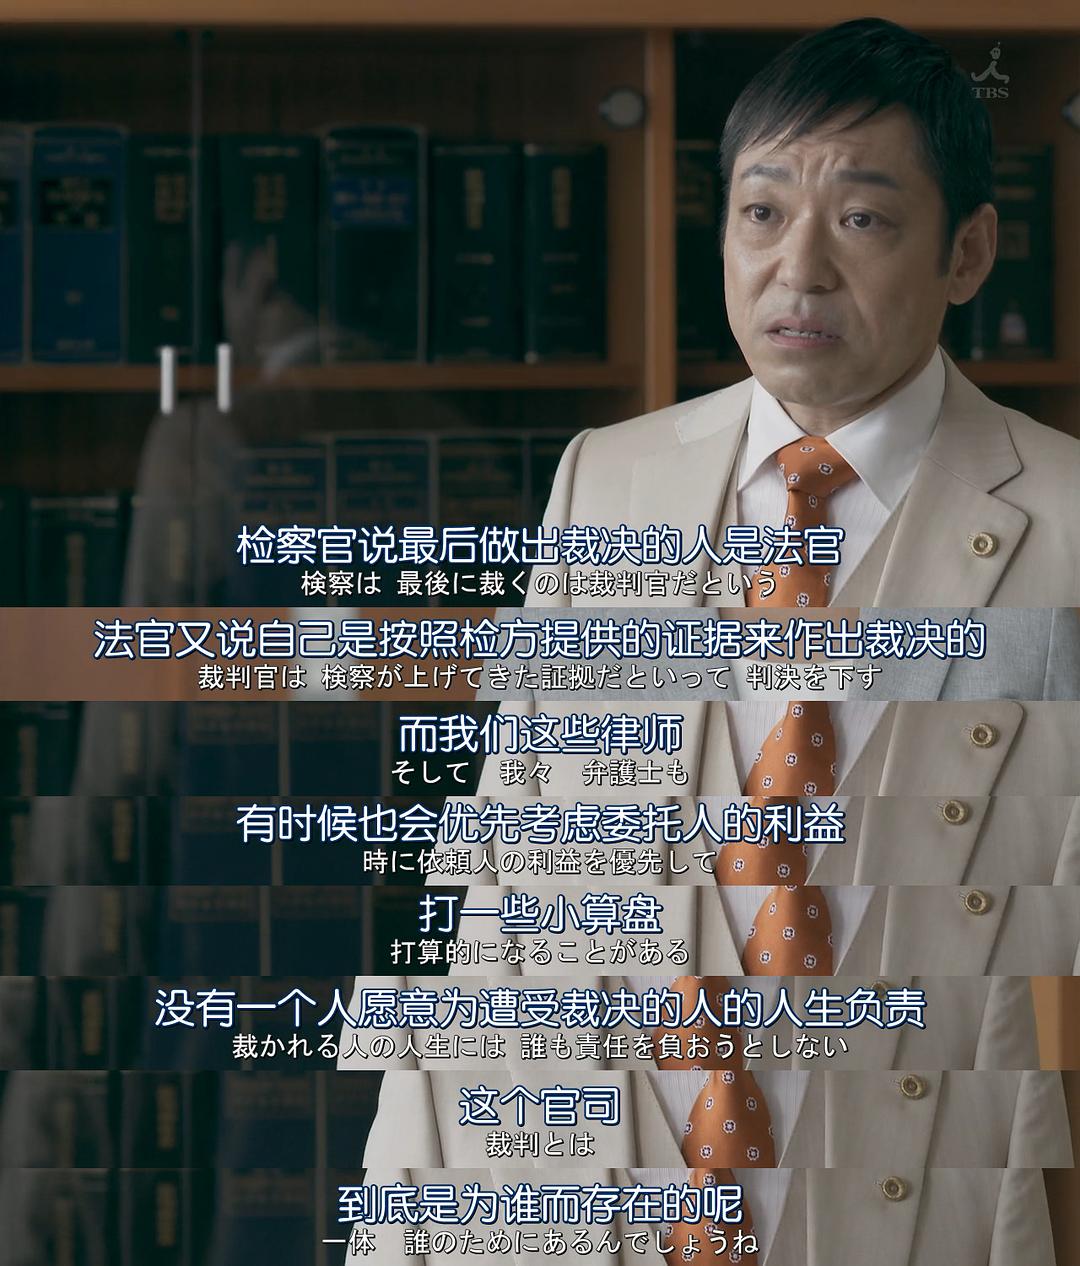 TBS
检察官说最后做出裁决的人是法官
検察は 最後に裁くのは裁判官だという
法官又说自己是按照检方提供的证据来作出裁决的
裁判官は 検察が上げてきた証拠だといって 判決を下す
而我们这些律师
そして 我々 弁護士も
有时候也会优先考虑委托人的利益
時に依頼人の利益を優先して
打一些小算盘
打算的になることがある
没有一个人愿意为遭受裁决的人的人生负责
裁かれる人の人生には 誰も責任を負おうとしない
这个官司
裁判とは
到底是为谁而存在的呢
一体 誰のためにあるんでしょうね